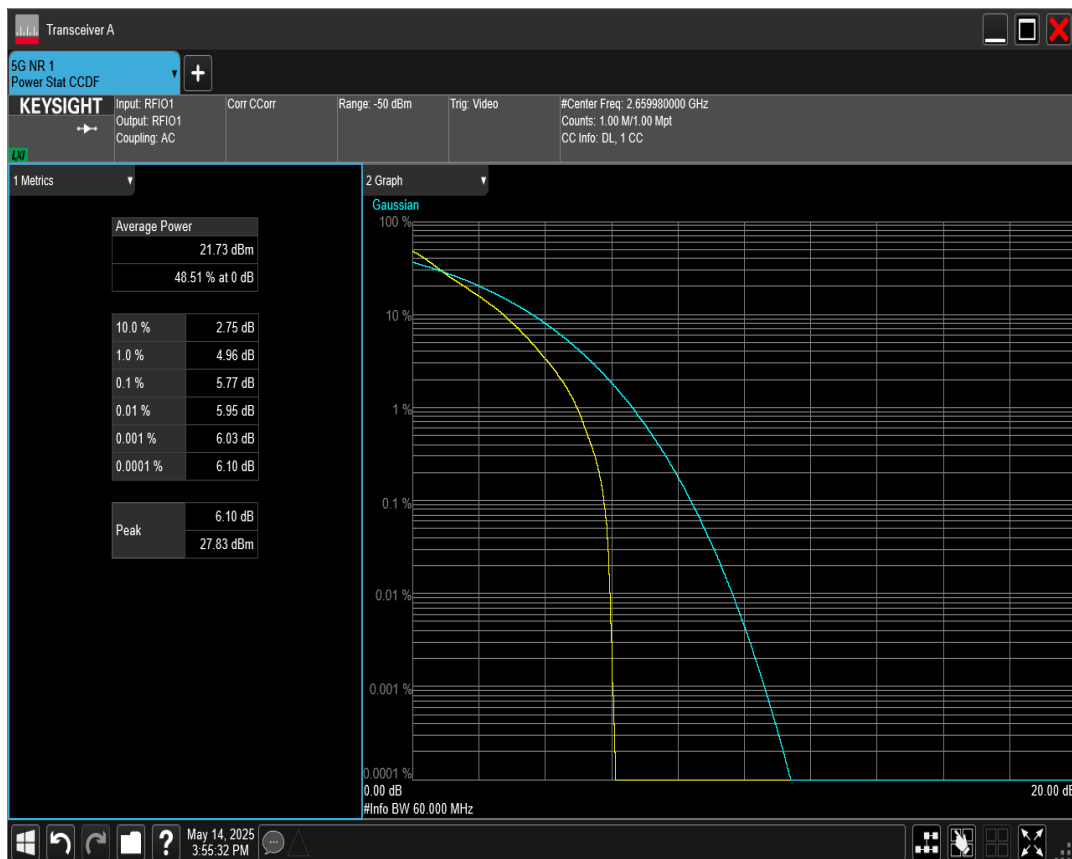 Transceiver A
5G NR 1
Power Stat CCDF
KEYSIGHT
LXI
Input: RFIO1
Output: RFIO1
Coupling: AC
Corr CCorr
Range: -50 dBm
Trig: Video
#Center Freq: 2.659980000 GHz
Counts: 1.00 M/1.00 Mpt
CC Info: DL, 1 CC
1 Metrics
Average Power
21.73 dBm
48.51 % at 0 dB
10.0 % 2.75 dB
1.0 % 4.96 dB
0.1 % 5.77 dB
0.01 % 5.95 dB
0.001 % 6.03 dB
0.0001 % 6.10 dB
Peak 6.10 dB
27.83 dBm
2 Graph
Gaussian
100 %
10 %
1 %
0.1 %
0.01 %
0.001 %
0.0001 %
0.00 dB 20.00 dB
#Info BW 60.000 MHz
?
May 14, 2025
3:55:32 PM